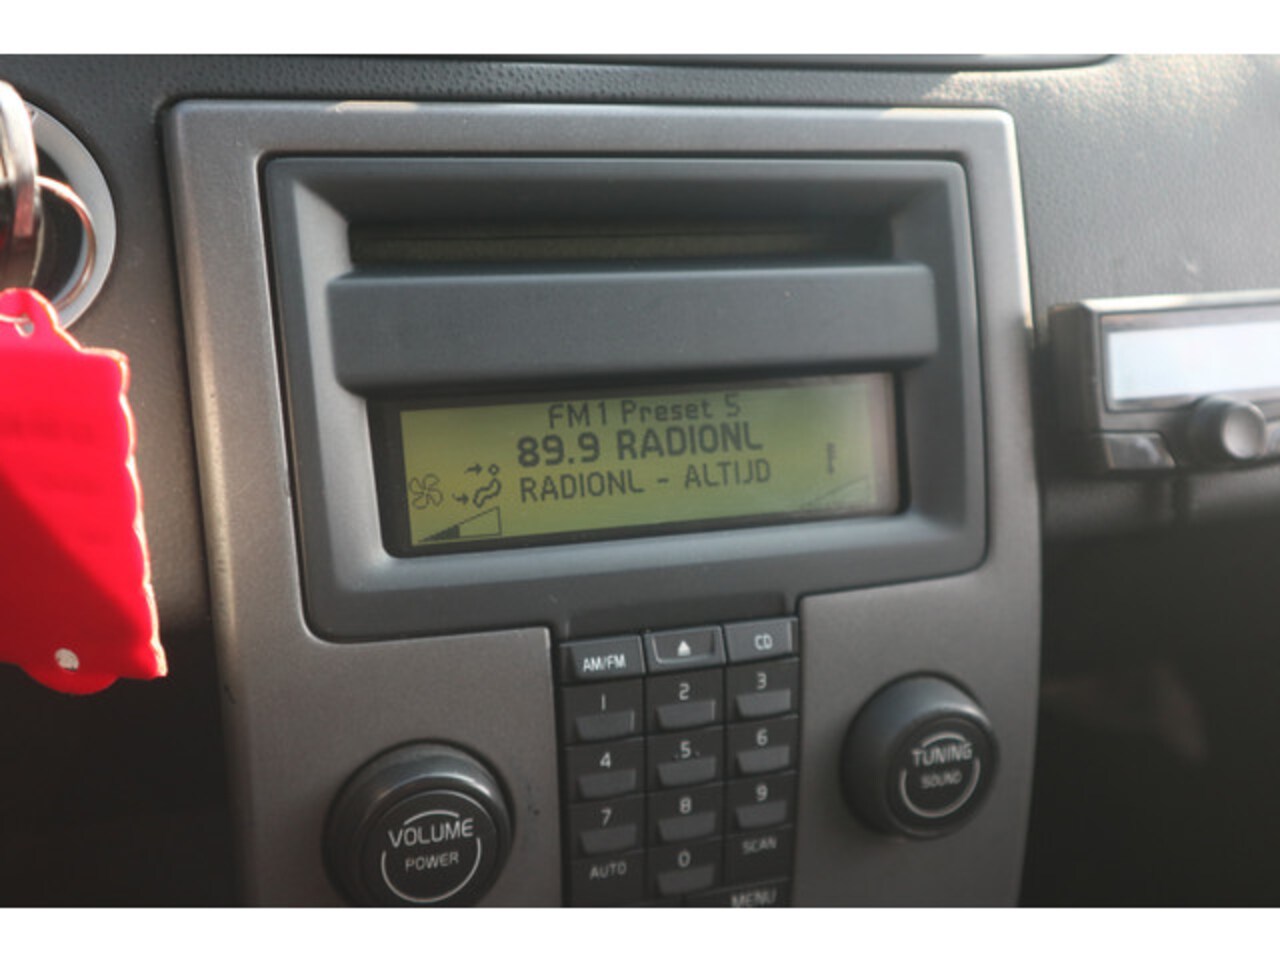 FM1 Preset 5
89.9 RADIONL
RADIONL - ALTIJD
AM/FM
CD
1 2 3
4 5 6
7 8 9
AUTO 0 SCAN
MENU
VOLUME
POWER
TUNING
SOUND